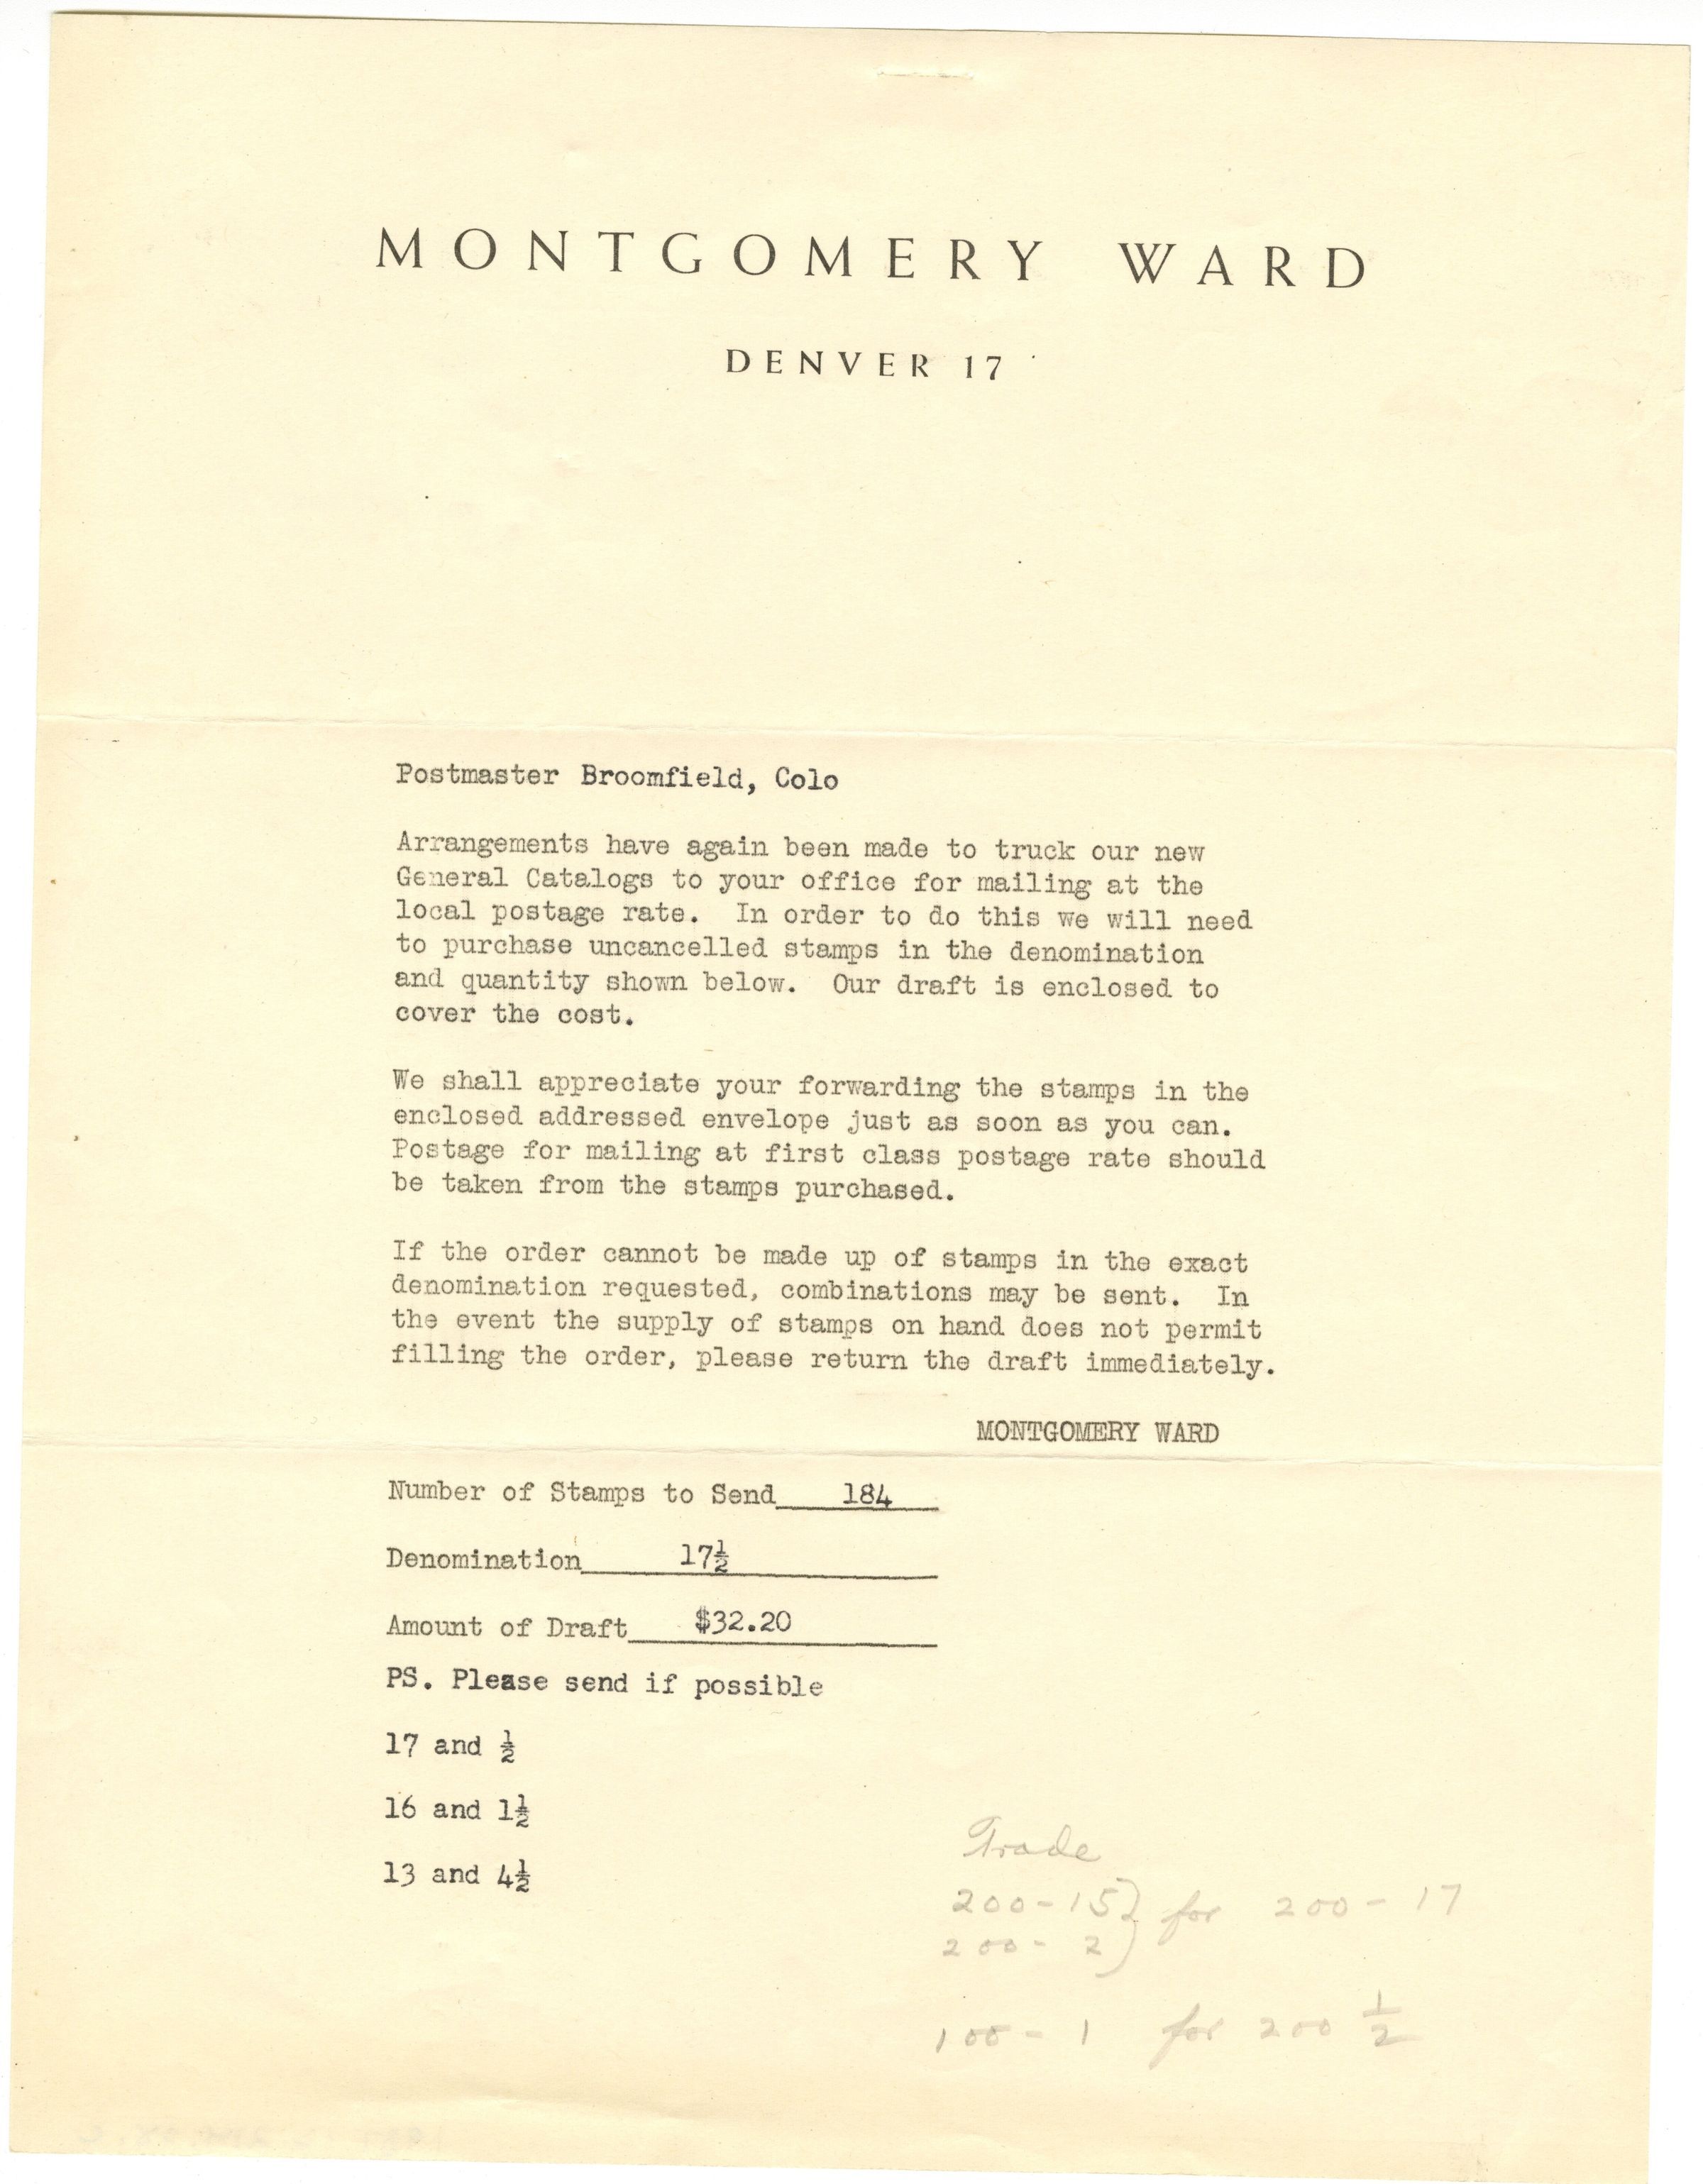 MONTGOMERY WARD
DENVER 17
Postmaster Broomfield, Colo
Arrangements have again been made to truck our new
General Catalogs to your office for mailing at the
local postage rate.  In order to do this we will need
to purchase uncancelled stamps in the denomination
and quantity shown below.  Our draft is enclosed to
cover the cost.
We shall appreciate your forwarding the stamps in the
enclosed addressed envelope just as soon as you can.
Postage for mailing at first class postage rate should
be taken from the stamps purchased.
If the order cannot be made up of stamps in the exact
denomination requested, combinations may be sent.  In
the event the supply of stamps on hand does not permit
filling the order, please return the draft immediately.
MONTGOMERY WARD
Number of Stamps to Send 184
Denomination 17½
Amount of Draft $32.20
PS. Please send if possible
17 and ½
16 and 1½
13 and 4½
Trade
200-15} for 200-17
200- 2}
100-1 for 200 ½